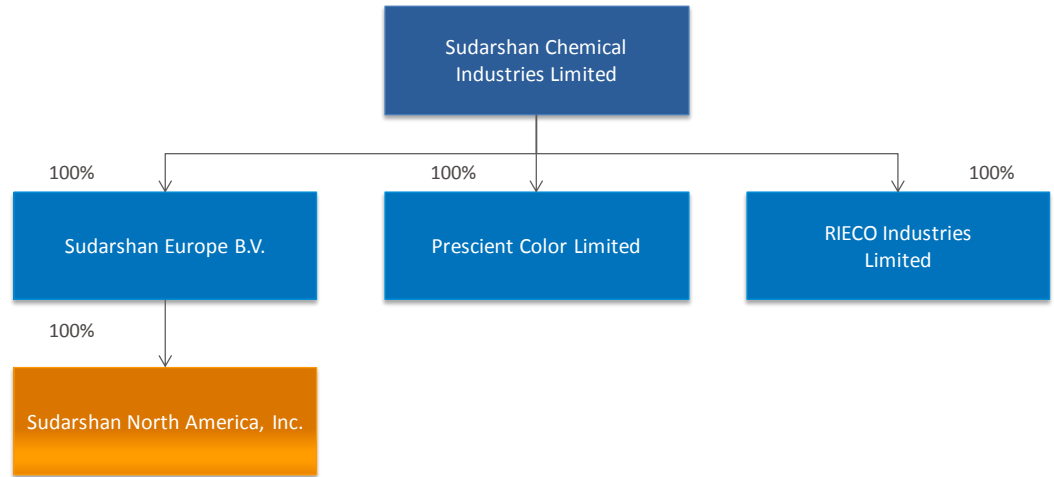 Sudarshan Chemical
Industries Limited
100%
100%
100%
Sudarshan Europe B.V.
Prescient Color Limited
RIECO Industries
Limited
100%
Sudarshan North America, Inc.